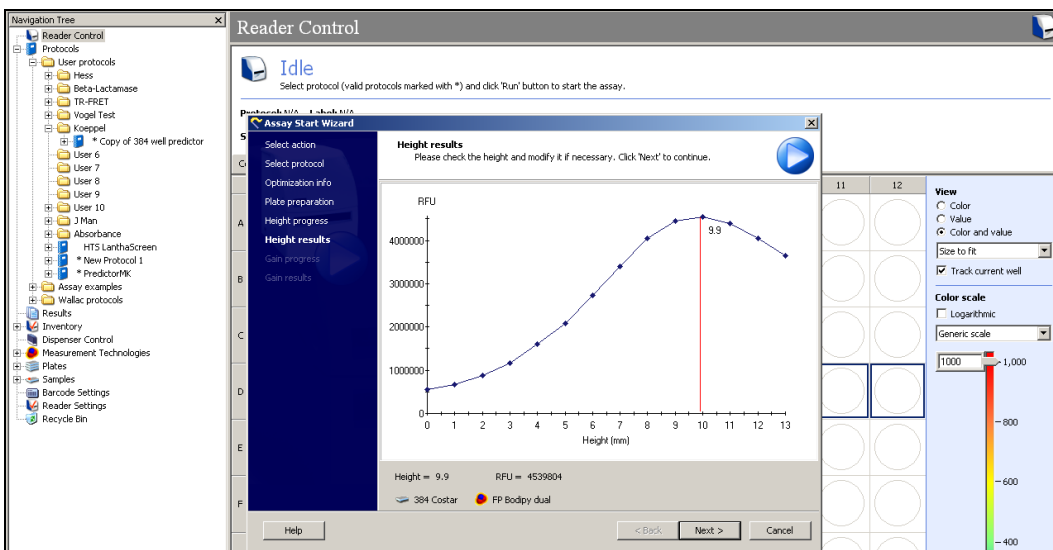 Navigation Tree
Reader Control
Protocols
User protocols
Hess
Beta-Lactamase
TR-FRET
Vogel Test
Koeppel
* Copy of 384 well predictor
User 6
User 7
User 8
User 9
User 10
J Man
Absorbance
HTS LanthaScreen
* New Protocol 1
* PredictorMK
Assay examples
Wallac protocols
Results
Inventory
Dispenser Control
Measurement Technologies
Plates
Samples
Barcode Settings
Reader Settings
Recycle Bin
Reader Control
Idle
Select protocol (valid protocols marked with *) and click 'Run' button to start the assay.
Assay Start Wizard
Select action
Select protocol
Optimization info
Plate preparation
Height progress
Height results
Gain progress
Gain results
Height results
Please check the height and modify it if necessary. Click 'Next' to continue.
RFU
4000000
3000000
2000000
1000000
0
9.9
0 1 2 3 4 5 6 7 8 9 10 11 12 13
Height (mm)
Height = 9.9 RFU = 4539804
384 Costar FP Bodipy dual
Help < Back Next > Cancel
11 12
A
B
C
D
E
F
View
Color
Value
Color and value
Size to fit
Track current well
Color scale
Logarithmic
Generic scale
1000 1,000
800
600
400